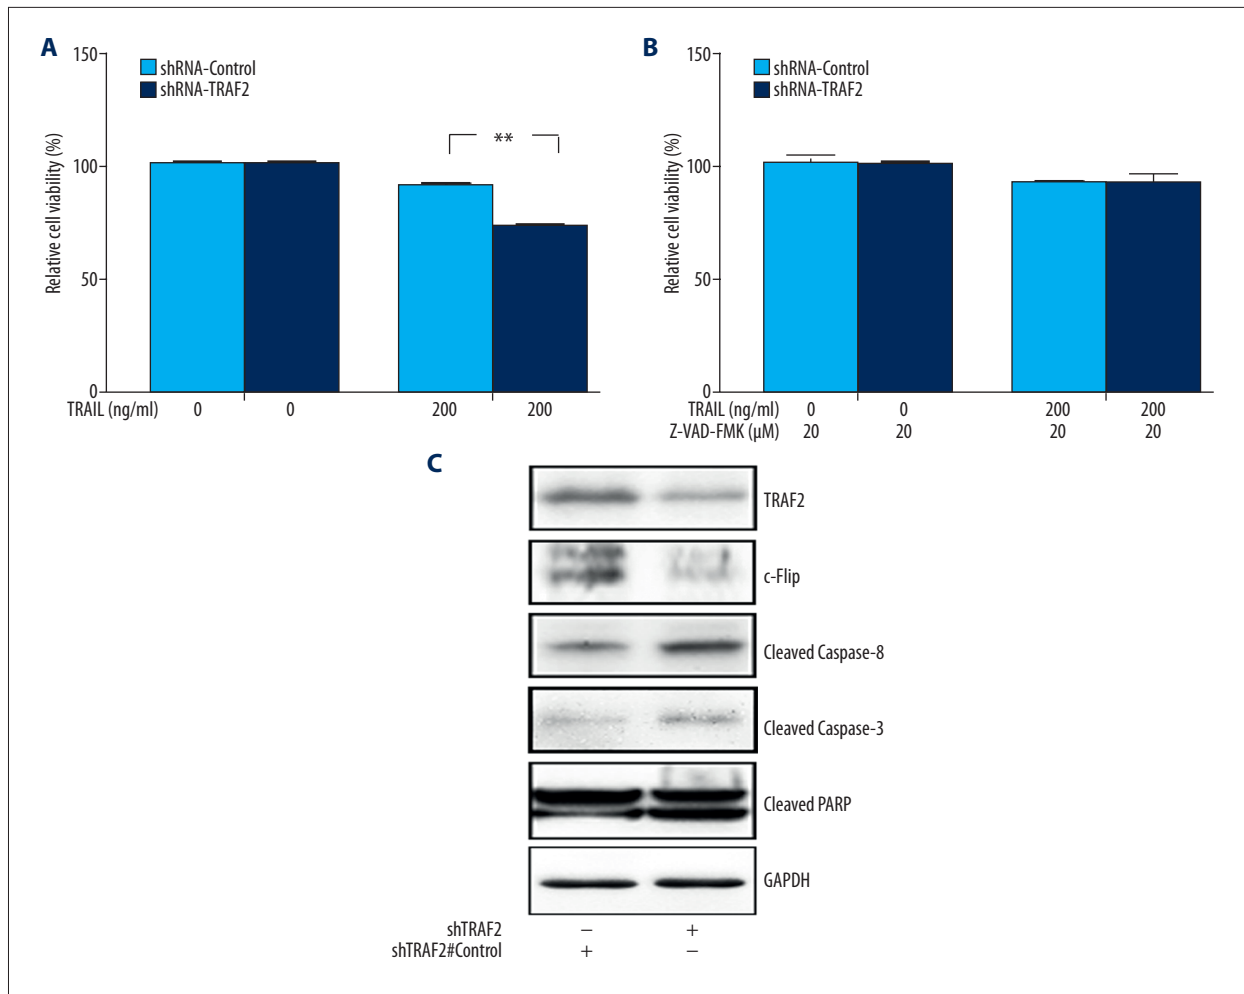 A
150
100
50
0
Relative cell viability (%)
shRNA-Control
shRNA-TRAF2
**
TRAIL (ng/ml) 0 0 200 200
B
150
100
50
0
Relative cell viability (%)
shRNA-Control
shRNA-TRAF2
TRAIL (ng/ml) 0 0 200 200
Z-VAD-FMK (µM) 20 20 20 20
C
TRAF2
c-Flip
Cleaved Caspase-8
Cleaved Caspase-3
Cleaved PARP
GAPDH
shTRAF2 – +
shTRAF2#Control + –